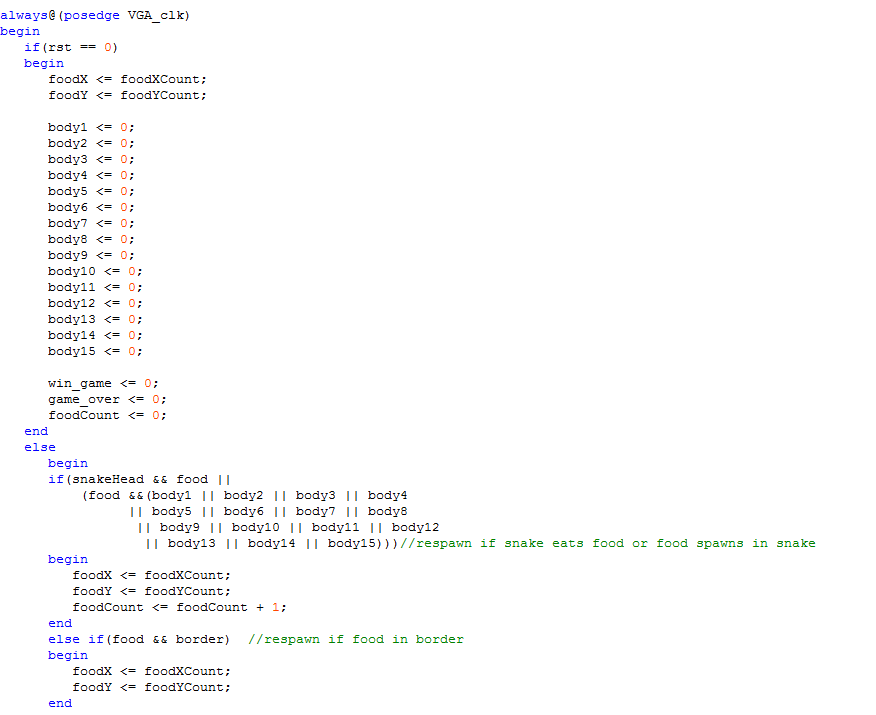 always@(posedge VGA_clk)
begin
if(rst == 0)
begin
foodX <= foodXCount;
foodY <= foodYCount;
body1 <= 0;
body2 <= 0;
body3 <= 0;
body4 <= 0;
body5 <= 0;
body6 <= 0;
body7 <= 0;
body8 <= 0;
body9 <= 0;
body10 <= 0;
body11 <= 0;
body12 <= 0;
body13 <= 0;
body14 <= 0;
body15 <= 0;
win_game <= 0;
game_over <= 0;
foodCount <= 0;
end
else
begin
if(snakeHead && food ||
(food &&(body1 || body2 || body3 || body4
|| body5 || body6 || body7 || body8
|| body9 || body10 || body11 || body12
|| body13 || body14 || body15)))//respawn if snake eats food or food spawns in snake
begin
foodX <= foodXCount;
foodY <= foodYCount;
foodCount <= foodCount + 1;
end
else if(food && border) //respawn if food in border
begin
foodX <= foodXCount;
foodY <= foodYCount;
end